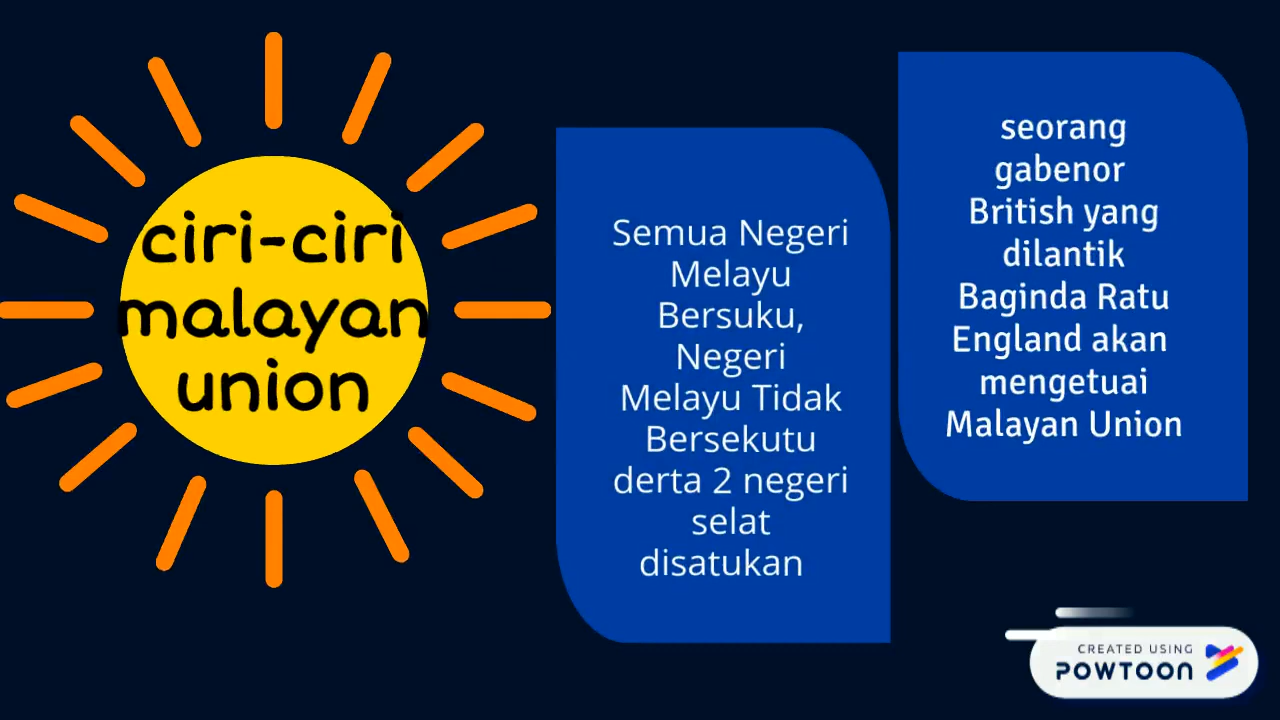 ciri-ciri
malayan
union
Semua Negeri
Melayu
Bersuku,
Negeri
Melayu Tidak
Bersekutu
derta 2 negeri
selat
disatukan
seorang
gabenor
British yang
dilantik
Baginda Ratu
England akan
mengetuai
Malayan Union
CREATED USING
POWTOON